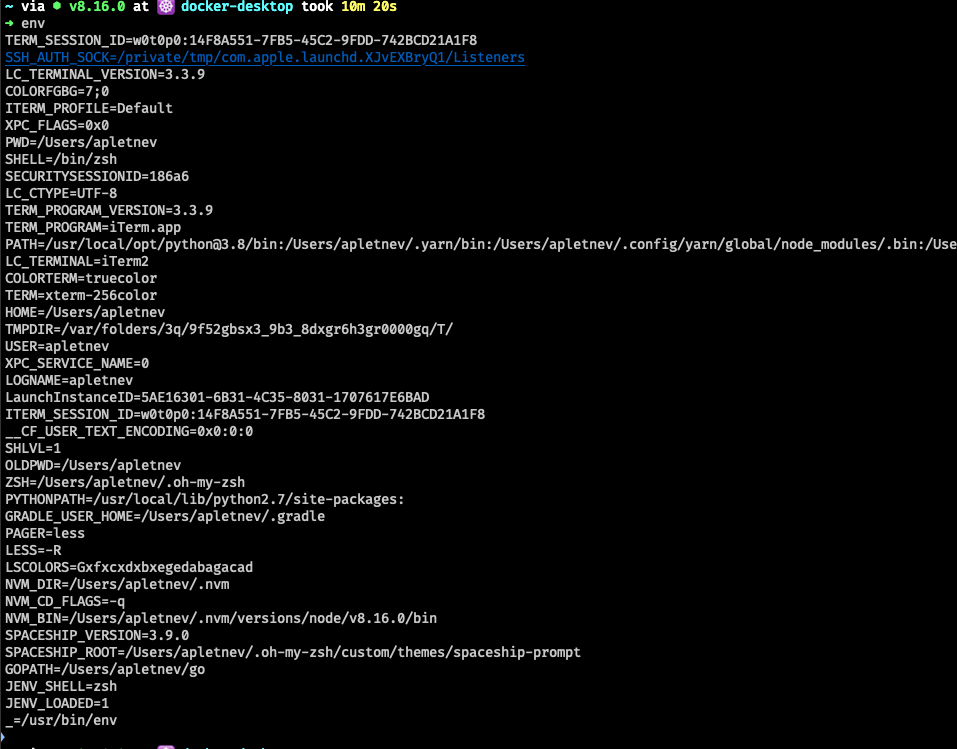 ~ via ⬢ v8.16.0 at ☸ docker-desktop took 10m 20s
➜ env
TERM_SESSION_ID=w0t0p0:14F8A551-7FB5-45C2-9FDD-742BCD21A1F8
SSH_AUTH_SOCK=/private/tmp/com.apple.launchd.XJvEXBryQ1/Listeners
LC_TERMINAL_VERSION=3.3.9
COLORFGBG=7;0
ITERM_PROFILE=Default
XPC_FLAGS=0x0
PWD=/Users/apletnev
SHELL=/bin/zsh
SECURITYSESSIONID=186a6
LC_CTYPE=UTF-8
TERM_PROGRAM_VERSION=3.3.9
TERM_PROGRAM=iTerm.app
PATH=/usr/local/opt/python@3.8/bin:/Users/apletnev/.yarn/bin:/Users/apletnev/.config/yarn/global/node_modules/.bin:/Use
LC_TERMINAL=iTerm2
COLORTERM=truecolor
TERM=xterm-256color
HOME=/Users/apletnev
TMPDIR=/var/folders/3q/9f52gbsx3_9b3_8dxgr6h3gr0000gq/T/
USER=apletnev
XPC_SERVICE_NAME=0
LOGNAME=apletnev
LaunchInstanceID=5AE16301-6B31-4C35-8031-1707617E6BAD
ITERM_SESSION_ID=w0t0p0:14F8A551-7FB5-45C2-9FDD-742BCD21A1F8
__CF_USER_TEXT_ENCODING=0x0:0:0
SHLVL=1
OLDPWD=/Users/apletnev
ZSH=/Users/apletnev/.oh-my-zsh
PYTHONPATH=/usr/local/lib/python2.7/site-packages:
GRADLE_USER_HOME=/Users/apletnev/.gradle
PAGER=less
LESS=-R
LSCOLORS=Gxfxcxdxbxegedabagacad
NVM_DIR=/Users/apletnev/.nvm
NVM_CD_FLAGS=-q
NVM_BIN=/Users/apletnev/.nvm/versions/node/v8.16.0/bin
SPACESHIP_VERSION=3.9.0
SPACESHIP_ROOT=/Users/apletnev/.oh-my-zsh/custom/themes/spaceship-prompt
GOPATH=/Users/apletnev/go
JENV_SHELL=zsh
JENV_LOADED=1
_=/usr/bin/env